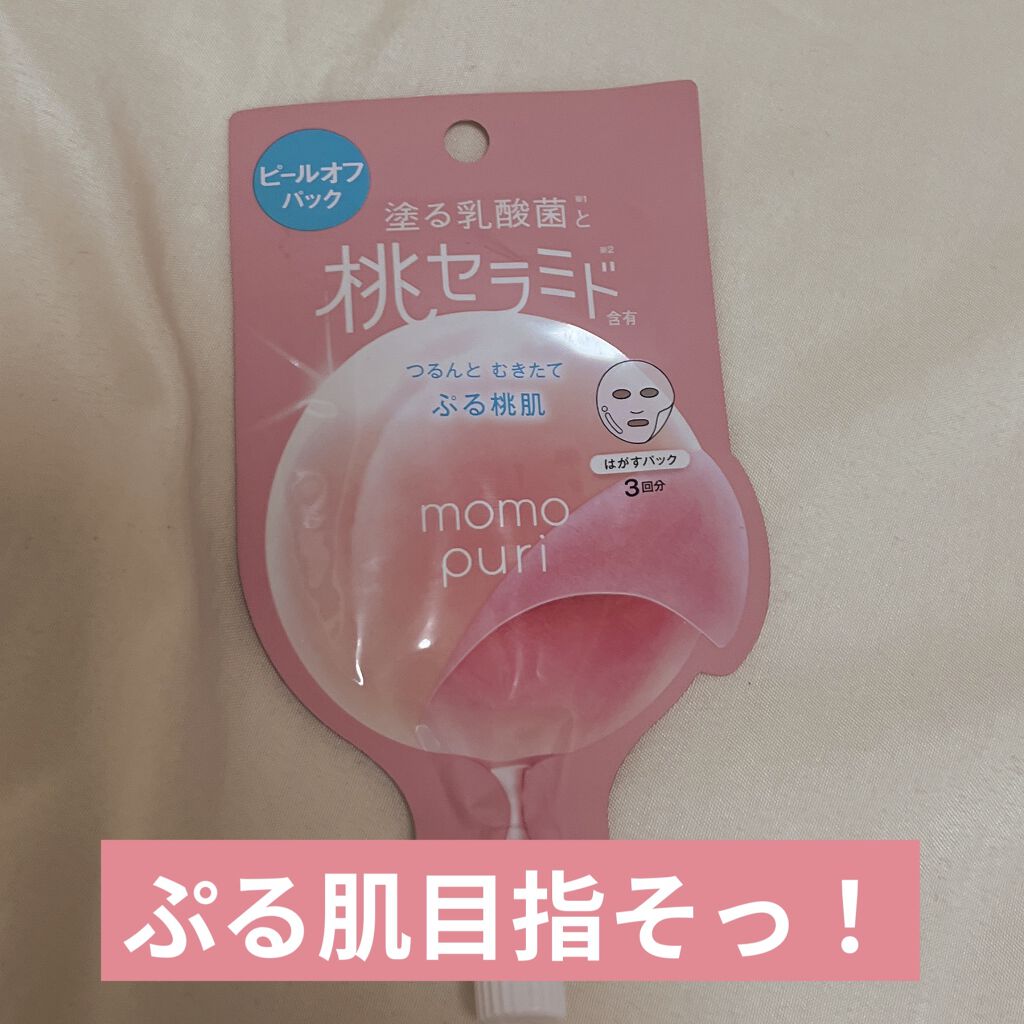 ピールオフ
パック
塗る乳酸菌※1と
桃セラミド※2
含有
つるんと むきたて
ぷる桃肌
はがすパック
3回分
momo
puri
ぷる肌目指そっ！